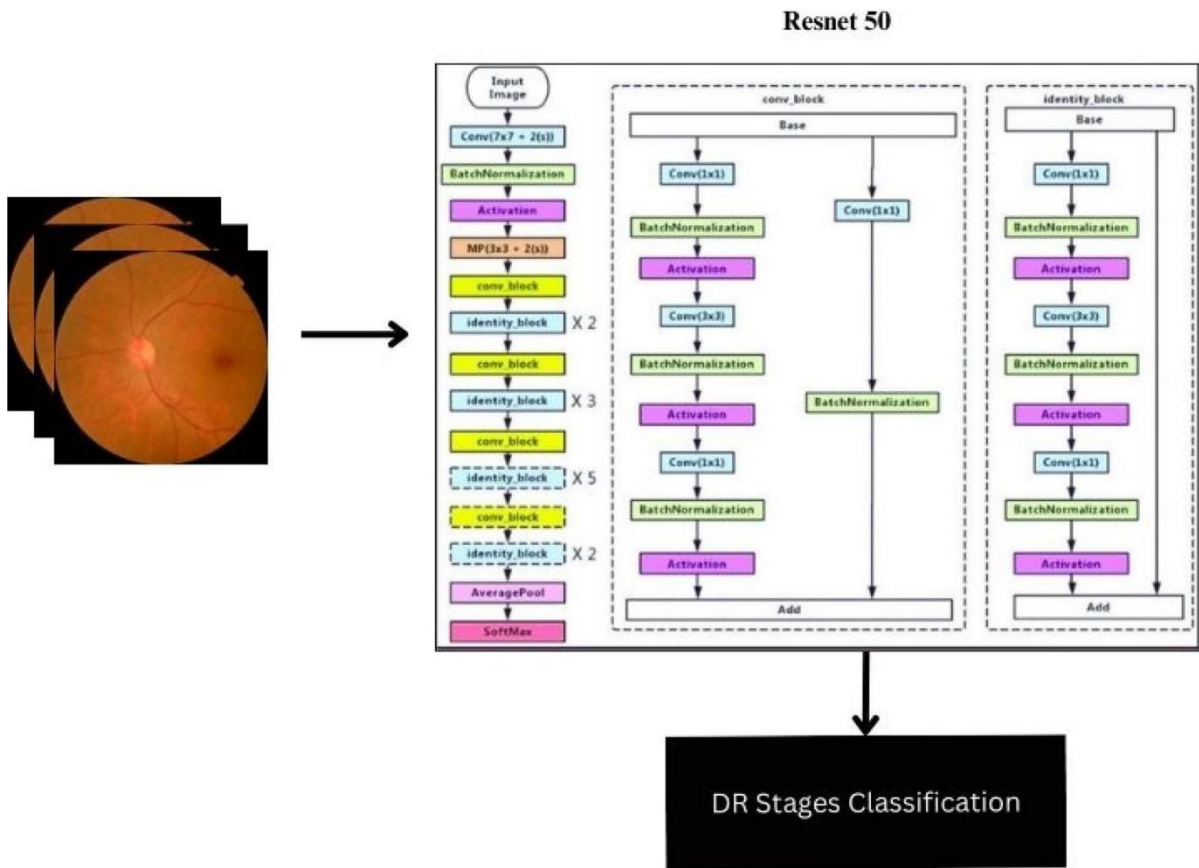 Resnet 50
Input
Image
Conv(7x7 + 2(s))
BatchNormalization
Activation
MP(3x3 + 2(s))
conv_block
identity_block X 2
conv_block
identity_block X 3
conv_block
identity_block X 5
conv_block
identity_block X 2
AveragePool
SoftMax
conv_block
Base
Conv(1x1)
BatchNormalization
Activation
Conv(3x3)
BatchNormalization
Activation
Conv(1x1)
BatchNormalization
Activation
Conv(1x1)
BatchNormalization
Add
identity_block
Base
Conv(1x1)
BatchNormalization
Activation
Conv(3x3)
BatchNormalization
Activation
Conv(1x1)
BatchNormalization
Activation
Add
DR Stages Classification